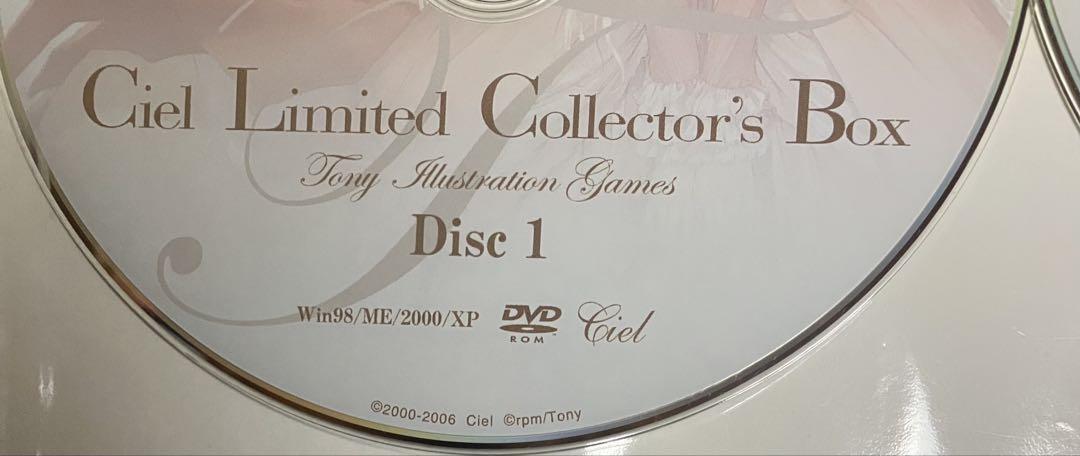 Ciel Limited Collector's Box
Tony Illustration Games
Disc 1
Win98/ME/2000/XP DVD ROM Ciel
©2000-2006 Ciel ©rpm/Tony